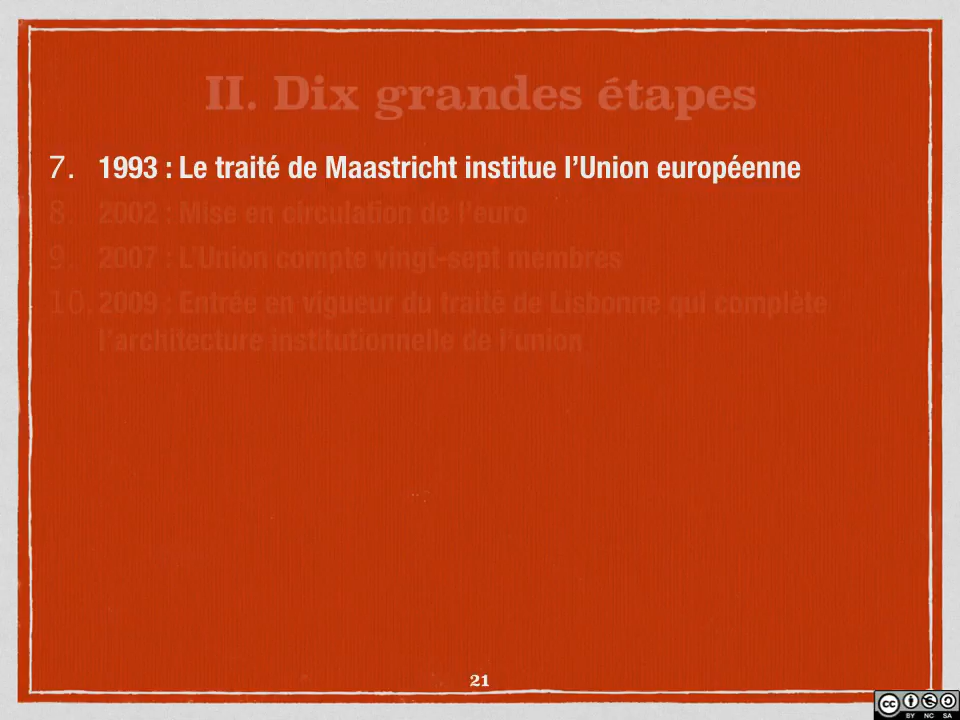 II. Dix grandes étapes
7. 1993 : Le traité de Maastricht institue l’Union européenne
8. 2002 : Mise en circulation de l’euro
9. 2007 : L’Union compte vingt-sept membres
10. 2009 : Entrée en vigueur du traité de Lisbonne qui complète
l’architecture institutionnelle de l’union
21
cc
BY NC SA